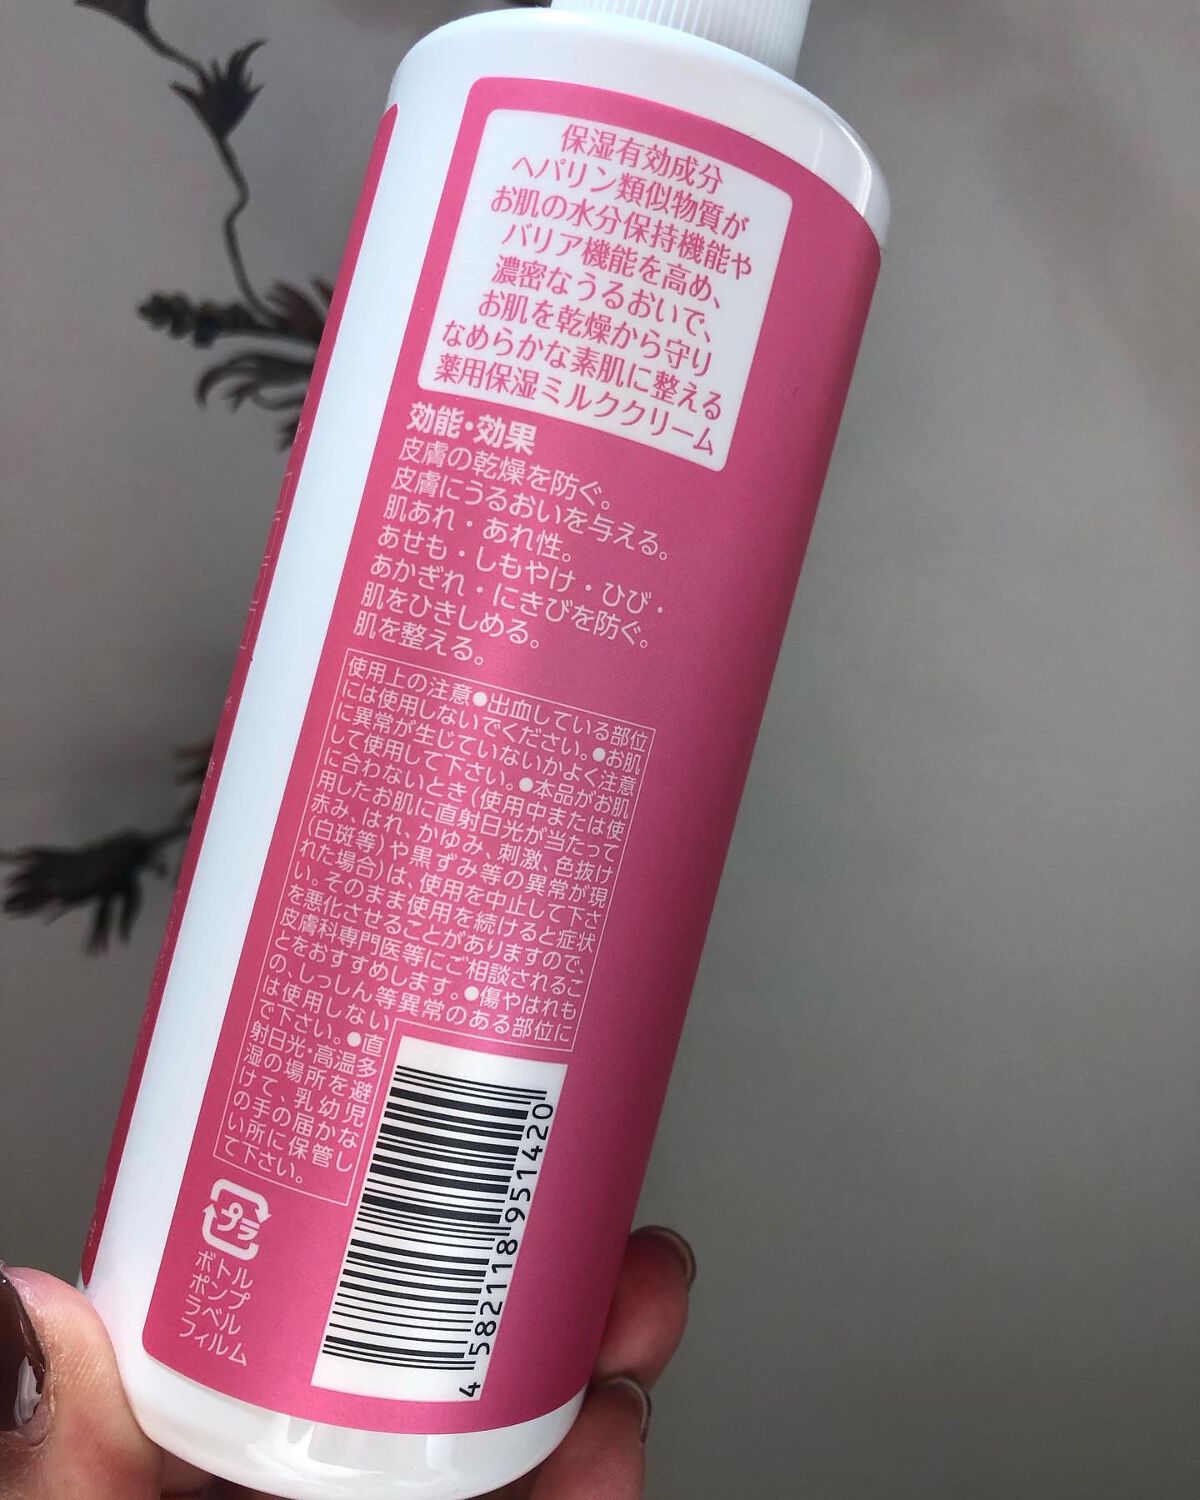 保湿有効成分
ヘパリン類似物質が
お肌の水分保持機能や
バリア機能を高め、
濃密なうるおいで、
お肌を乾燥から守り
なめらかな素肌に整える
薬用保湿ミルククリーム
効能・効果
皮膚の乾燥を防ぐ。
皮膚にうるおいを与える。
肌あれ・あれ性。
あせも・しもやけ・ひび・
あかぎれ・にきびを防ぐ。
肌をひきしめる。
肌を整える。
使用上の注意●出血している部位
には使用しないでください。●お肌
に異常が生じていないかよく注意
して使用して下さい。●本品がお肌
に合わないとき(使用中または使
用したお肌に直射日光が当たって
赤み、はれ、かゆみ、刺激、色抜け
(白斑等)や黒ずみ等の異常が現
れた場合)は、使用を中止して下さ
い。そのまま使用を続けると症状
を悪化させることがありますので、
皮膚科専門医等にご相談されるこ
とをおすすめします。●傷やはれも
の、しっしん等異常のある部位に
は使用しない
で下さい。●直
射日光・高温多
湿の場所を避
けて、乳幼児
の手の届かな
い所に保管し
て下さい。
プラ
ボトル
ポンプ
ラベル
フィルム
4 582118 951420